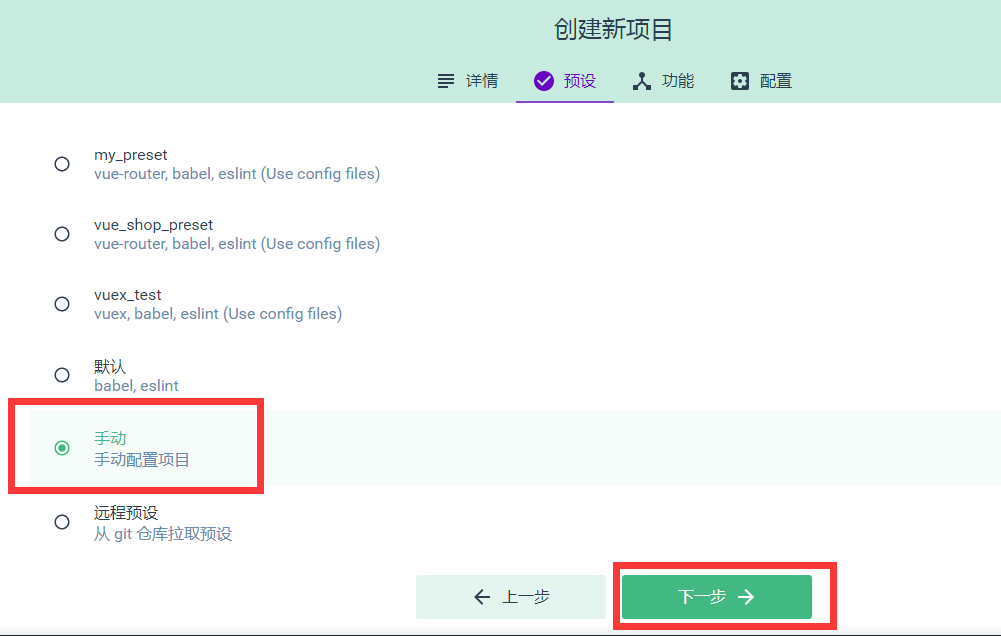 创建新项目
详情 预设 功能 配置
my_preset
vue-router, babel, eslint (Use config files)
vue_shop_preset
vue-router, babel, eslint (Use config files)
vuex_test
vuex, babel, eslint (Use config files)
默认
babel, eslint
手动
手动配置项目
远程预设
从 git 仓库拉取预设
上一步 下一步